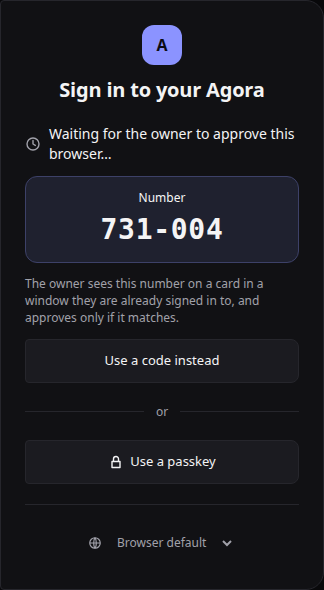 A
Sign in to your Agora
Waiting for the owner to approve this
browser...
Number
731-004
The owner sees this number on a card in a
window they are already signed in to, and
approves only if it matches.
Use a code instead
or
Use a passkey
Browser default